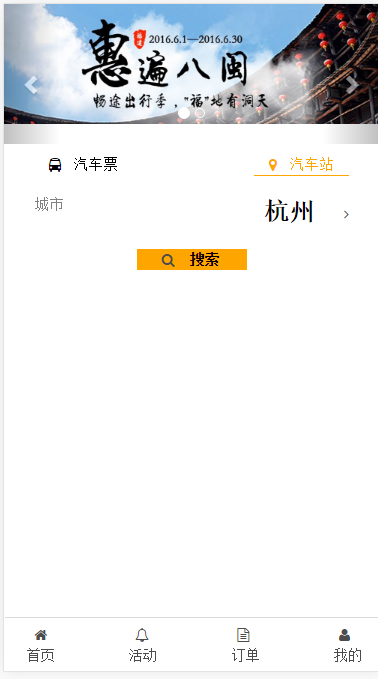 惠遍八闽
福建
2016.6.1—2016.6.30
畅途出行季，“福”地有洞天
汽车票 汽车站
城市 杭州
搜索
首页 活动 订单 我的